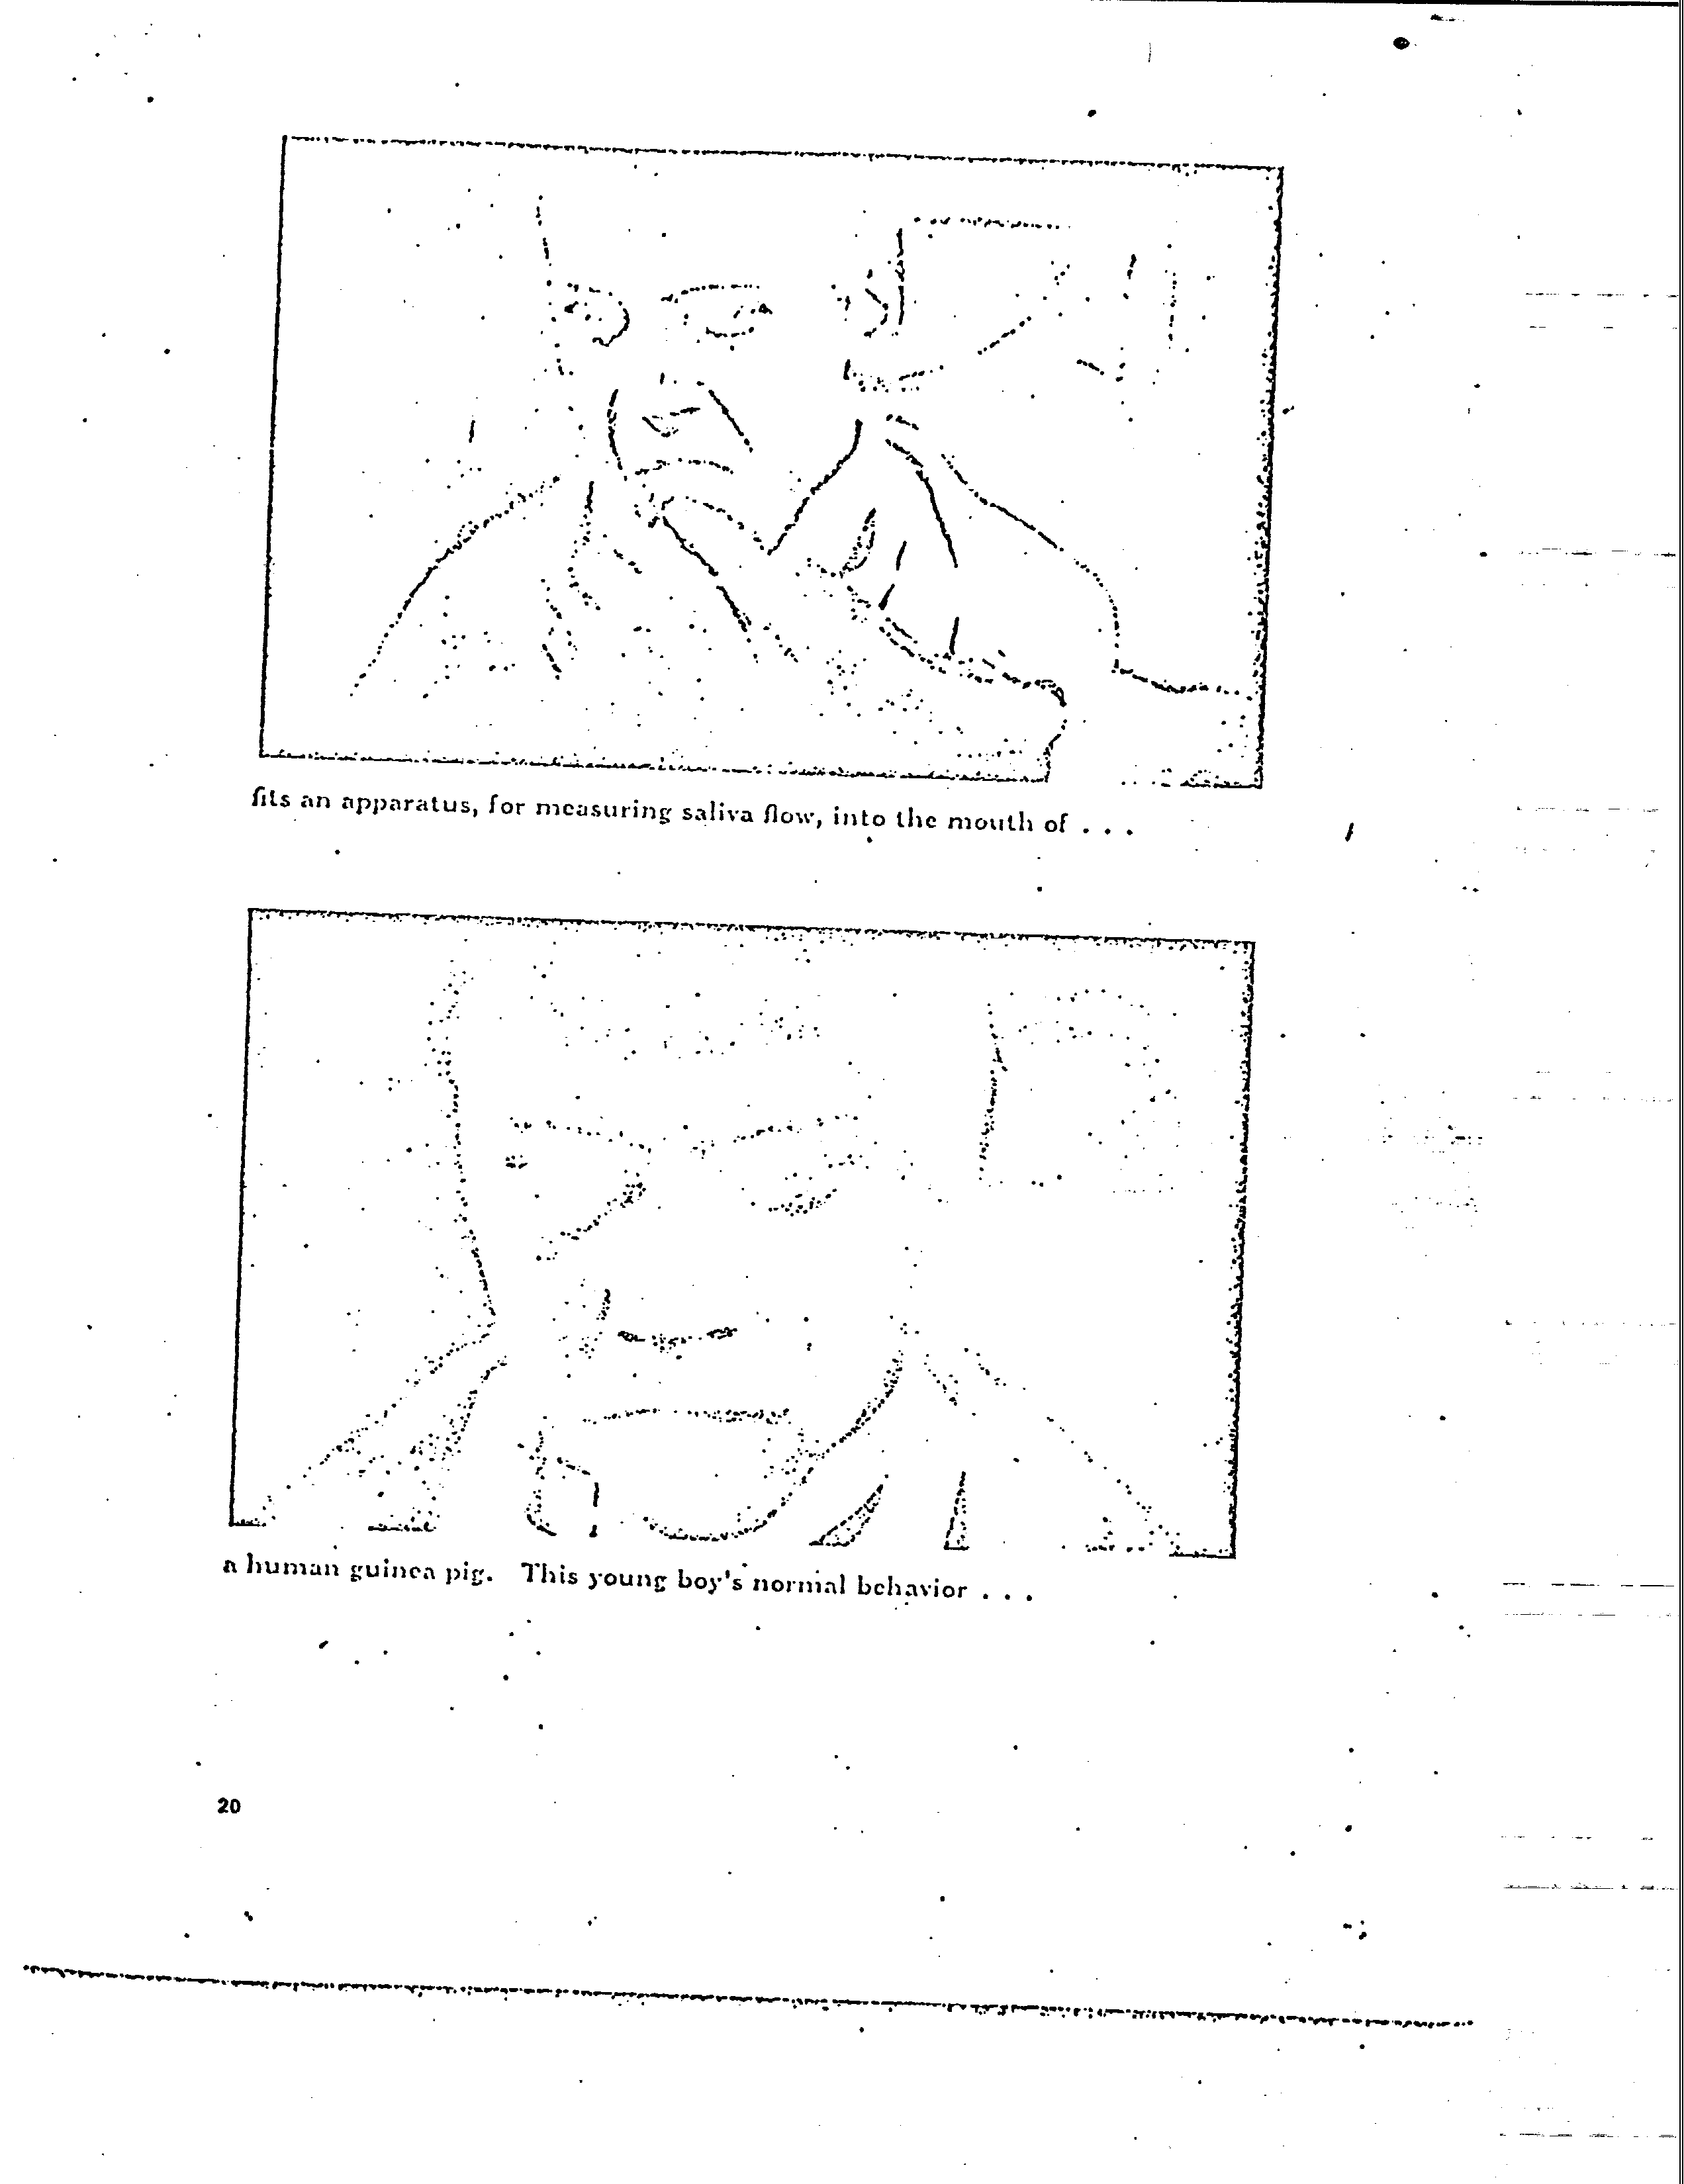 fits an apparatus, for measuring saliva flow, into the mouth of . . .
a human guinea pig. This young boy's normal behavior . . .
20